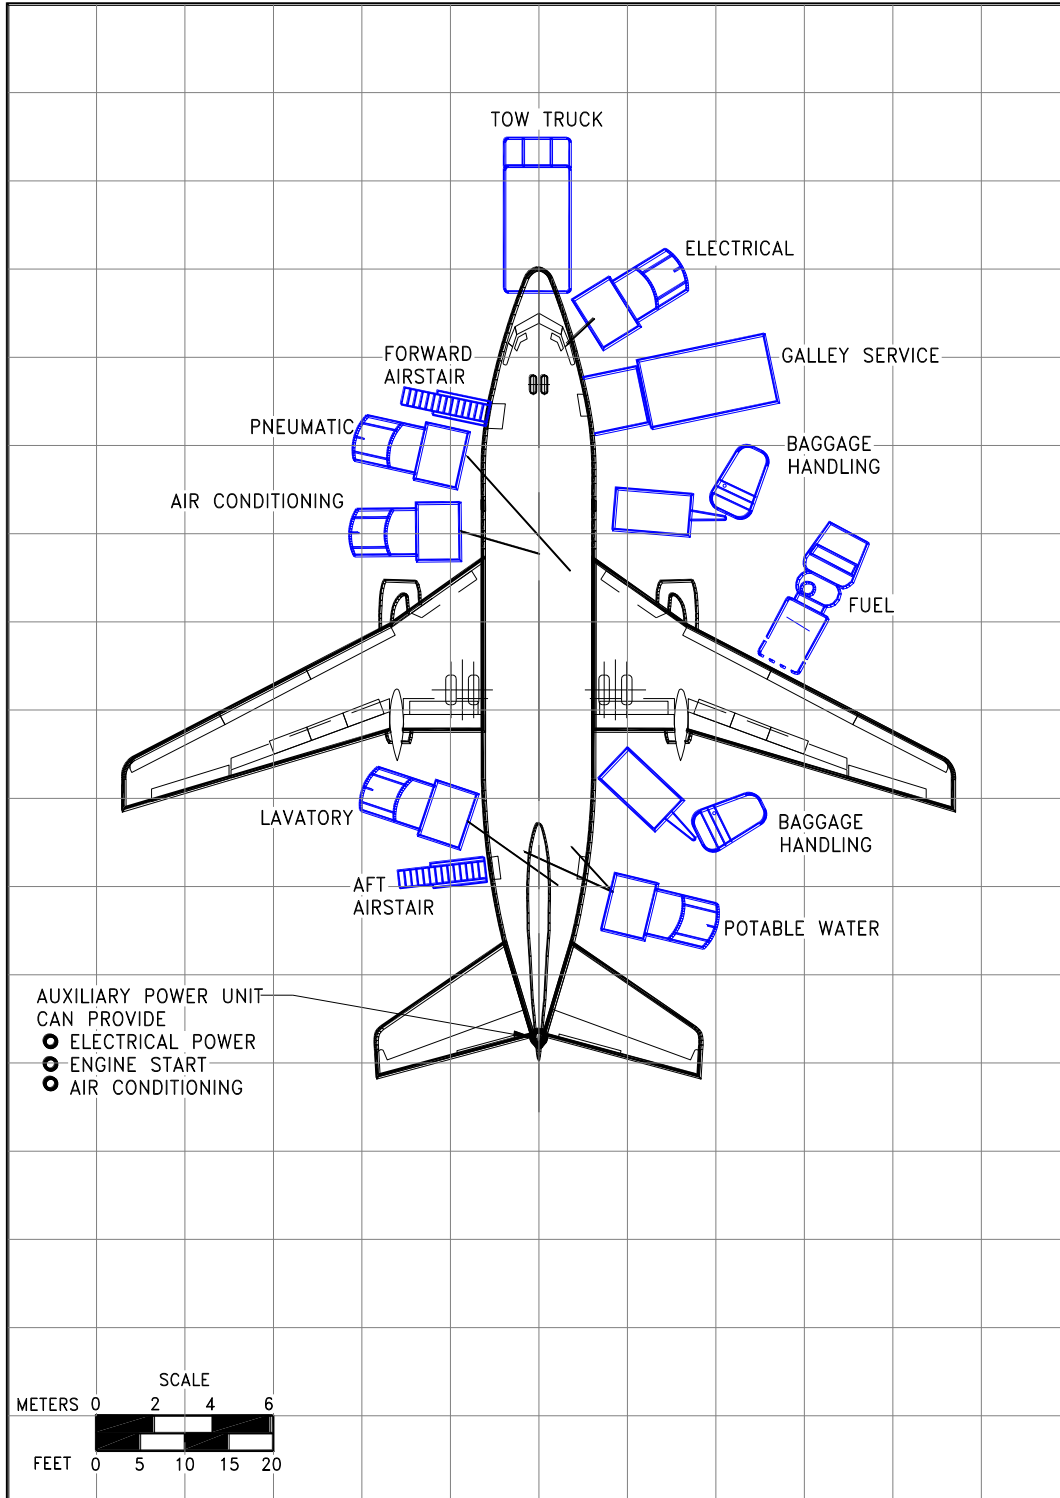 TOW TRUCK
ELECTRICAL
FORWARD
AIRSTAIR
GALLEY SERVICE
PNEUMATIC
BAGGAGE
HANDLING
AIR CONDITIONING
FUEL
LAVATORY
BAGGAGE
HANDLING
AFT
AIRSTAIR
POTABLE WATER
AUXILIARY POWER UNIT
CAN PROVIDE
ELECTRICAL POWER
ENGINE START
AIR CONDITIONING
SCALE
METERS 0 2 4 6
FEET 0 5 10 15 20